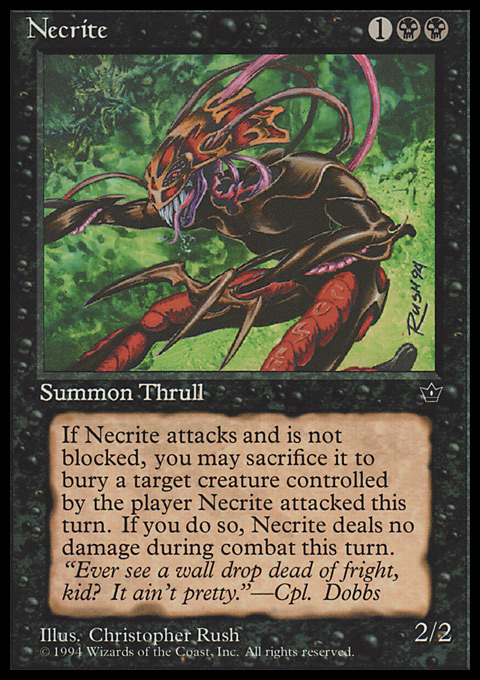 Necrite 1
RUSH94
Summon Thrull
If Necrite attacks and is not
blocked, you may sacrifice it to
bury a target creature controlled
by the player Necrite attacked this
turn. If you do so, Necrite deals no
damage during combat this turn.
“Ever see a wall drop dead of fright,
kid? It ain’t pretty.”—Cpl. Dobbs
Illus. Christopher Rush 2/2
© 1994 Wizards of the Coast, Inc. All rights reserved.